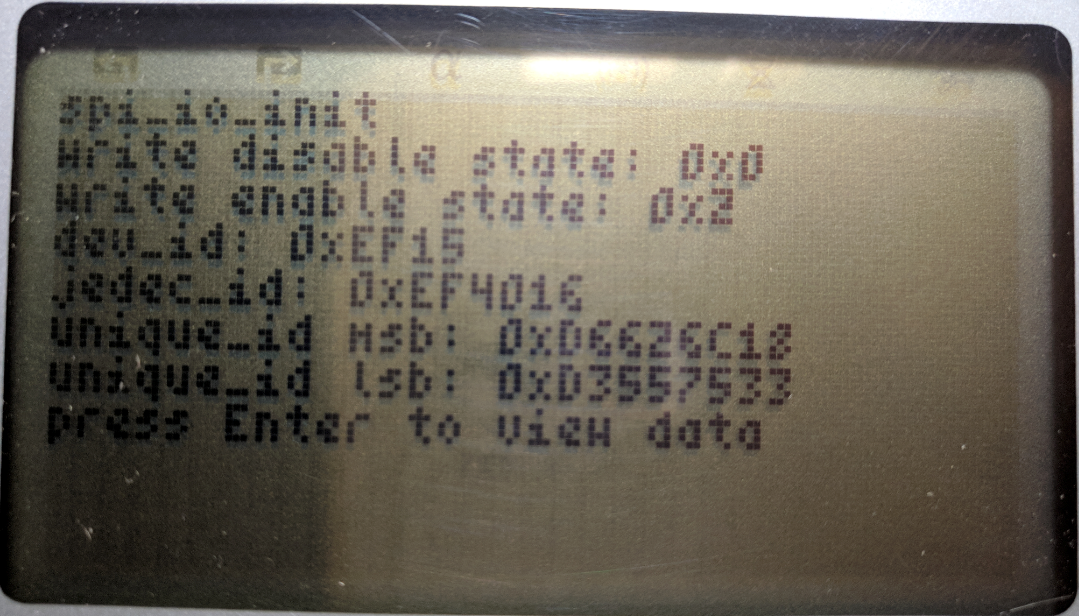 spi_io_init
write disable state: 0x0
write enable state: 0x2
dev_id: 0xEF15
jedec_id: 0xEF4016
unique_id msb: 0xD6626C18
unique_id lsb: 0xD3557533
press Enter to view data